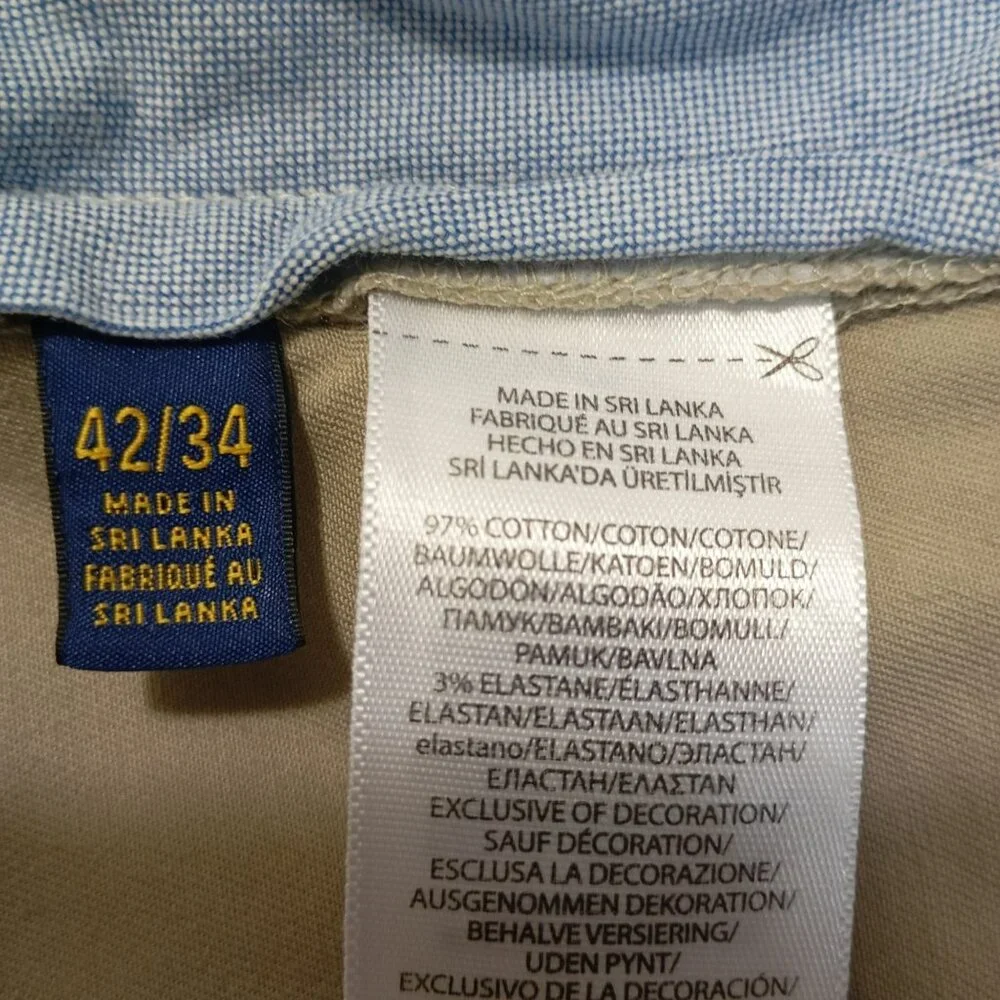 42/34
MADE IN
SRI LANKA
FABRIQUÉ AU
SRI LANKA
MADE IN SRI LANKA
FABRIQUÉ AU SRI LANKA
HECHO EN SRI LANKA
SRİ LANKA'DA ÜRETİLMİŞTİR
97% COTTON/COTON/COTONE/
BAUMWOLLE/KATOEN/BOMULD/
ALGODÓN/ALGODÃO/ХЛОПОК/
ПАМУК/BAMBAKI/BOMULL/
PAMUK/BAVLNA
3% ELASTANE/ÉLASTHANNE/
ELASTAN/ELASTAAN/ELASTHAN/
elastano/ELASTANO/ЭЛАСТАН/
ЕЛАСТАН/ΕΛΑΣΤΑΝ
EXCLUSIVE OF DECORATION/
SAUF DÉCORATION/
ESCLUSA LA DECORAZIONE/
AUSGENOMMEN DEKORATION/
BEHALVE VERSIERING/
UDEN PYNT/
EXCLUSIVO DE LA DECORACIÓN/